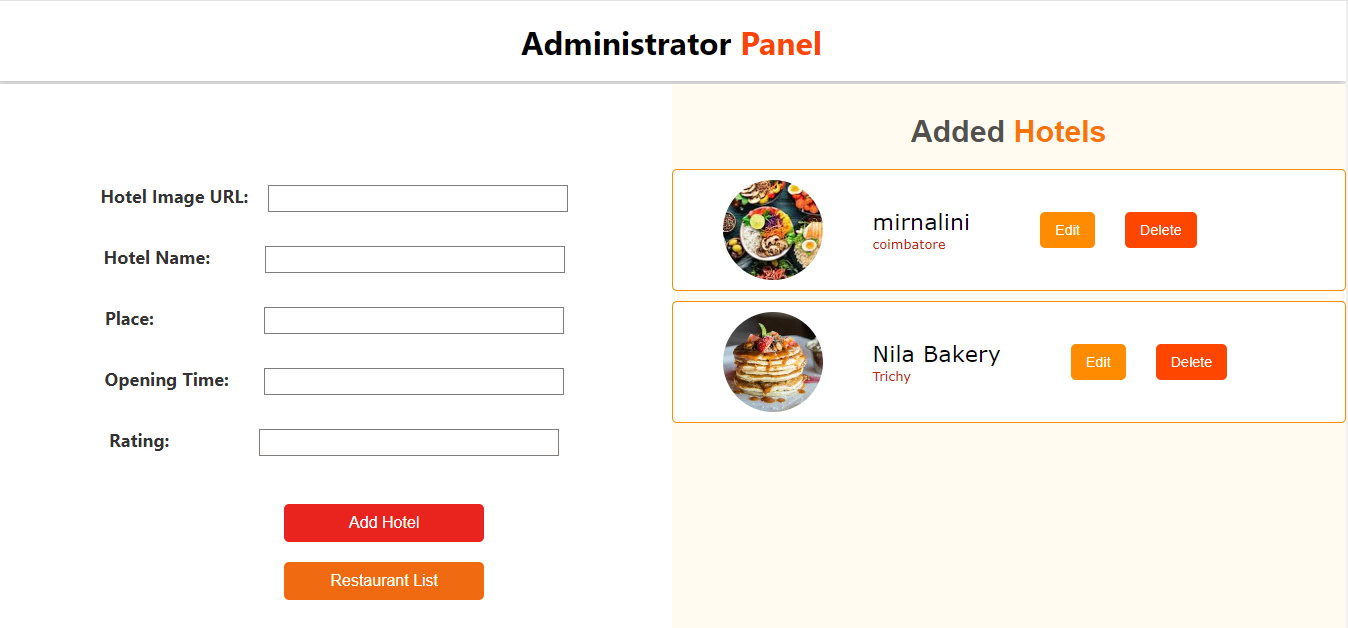 Administrator Panel
Hotel Image URL:
Hotel Name:
Place:
Opening Time:
Rating:
Add Hotel
Restaurant List
Added Hotels
mirnalini
coimbatore
Edit Delete
Nila Bakery
Trichy
Edit Delete